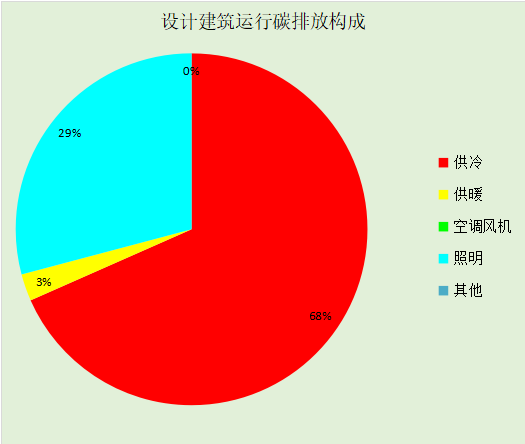 设计建筑运行碳排放构成
0%
29%
3%
68%
供冷
供暖
空调风机
照明
其他